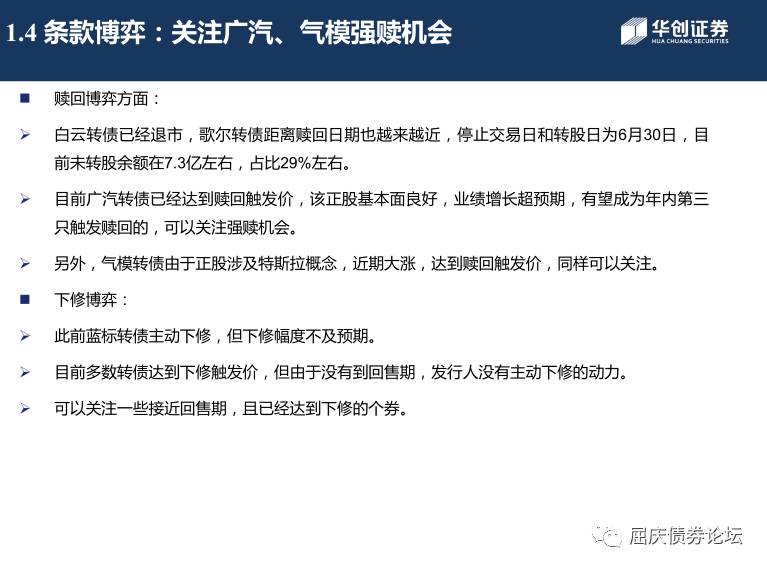 1.4 条款博弈：关注广汽、气模强赎机会
华创证券
HUA CHUANG SECURITIES
赎回博弈方面：
白云转债已经退市，歌尔转债距离赎回日期也越来越近，停止交易日和转股日为6月30日，目
前未转股余额在7.3亿左右，占比29%左右。
目前广汽转债已经达到赎回触发价，该正股基本面良好，业绩增长超预期，有望成为年内第三
只触发赎回的，可以关注强赎机会。
另外，气模转债由于正股涉及特斯拉概念，近期大涨，达到赎回触发价，同样可以关注。
下修博弈：
此前蓝标转债主动下修，但下修幅度不及预期。
目前多数转债达到下修触发价，但由于没有到回售期，发行人没有主动下修的动力。
可以关注一些接近回售期，且已经达到下修的个券。
屈庆债券论坛